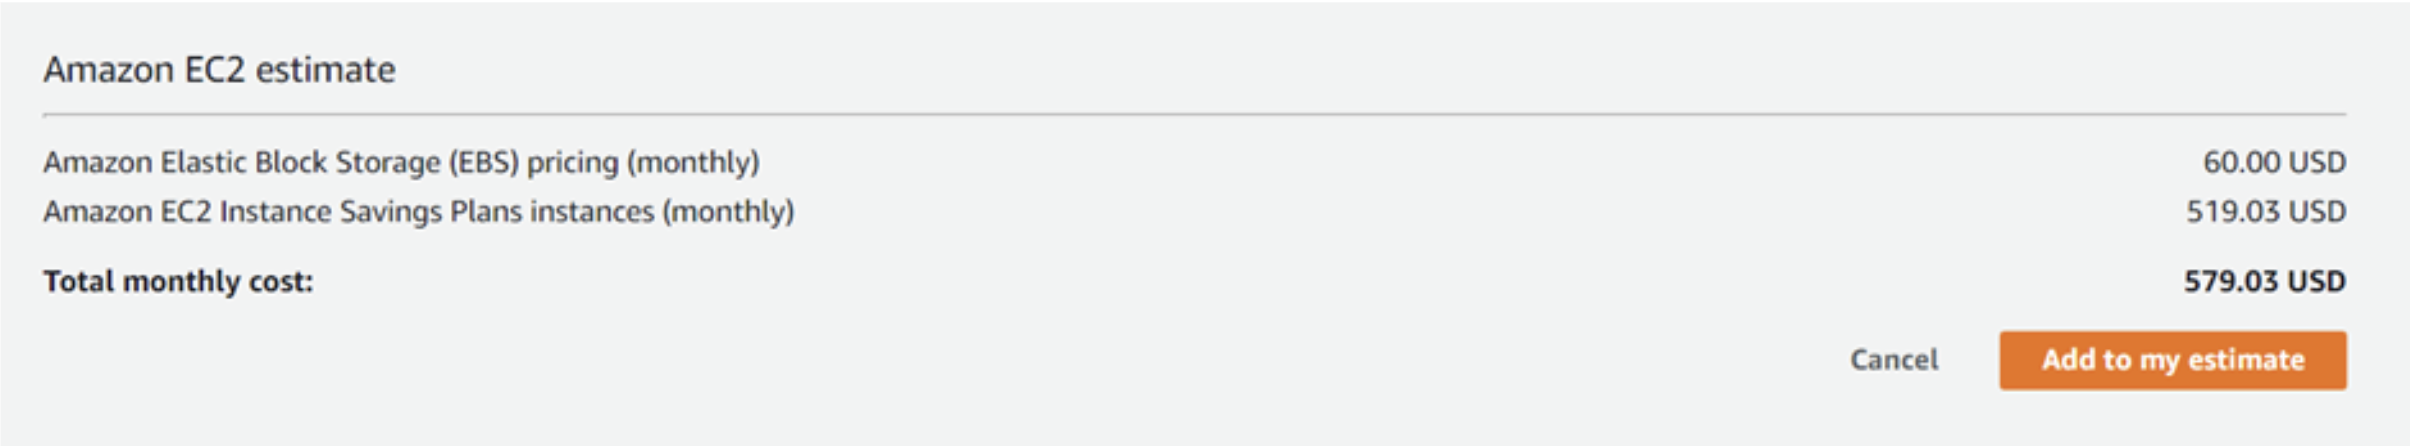 Amazon EC2 estimate
Amazon Elastic Block Storage (EBS) pricing (monthly) 60.00 USD
Amazon EC2 Instance Savings Plans instances (monthly) 519.03 USD
Total monthly cost: 579.03 USD
Cancel Add to my estimate